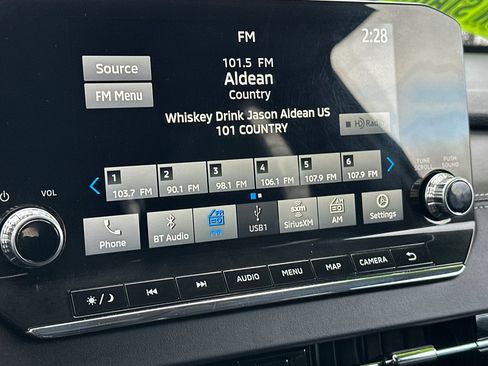 FM
2:28
101.5 FM
Source
Aldean
Country
FM Menu
Whiskey Drink Jason Aldean US
101 COUNTRY
HD Radio
TUNE SCROLL
PUSH SOUND
VOL
1 103.7 FM
2 90.1 FM
3 98.1 FM
4 106.1 FM
5 107.9 FM
6 107.9 FM
Phone
BT Audio
FM
USB1
sxm
SiriusXM
AM
AM
Settings
AUDIO
MENU
MAP
CAMERA